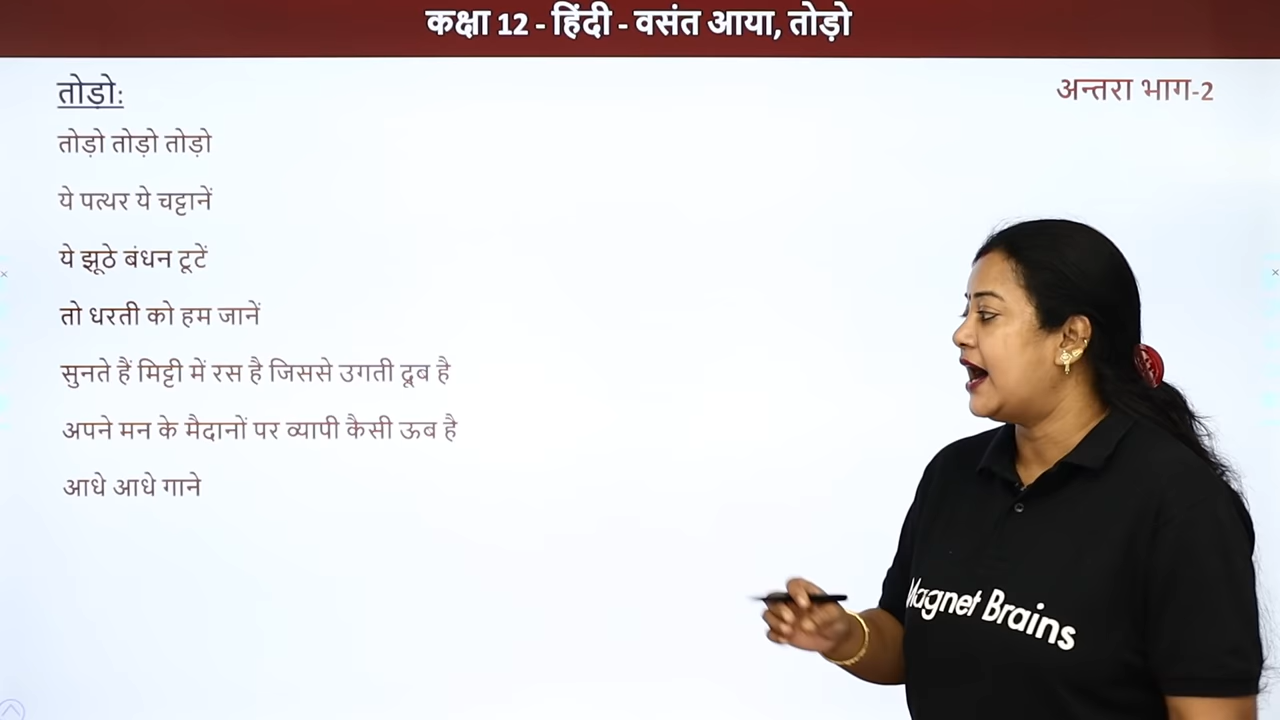 कक्षा 12 - हिंदी - वसंत आया, तोड़ो
तोड़ो:
अन्तरा भाग-2
तोड़ो तोड़ो तोड़ो
ये पत्थर ये चट्टानें
ये झूठे बंधन टूटें
तो धरती को हम जानें
सुनते हैं मिट्टी में रस है जिससे उगती दूब है
अपने मन के मैदानों पर व्यापी कैसी ऊब है
आधे आधे गाने
Magnet Brains